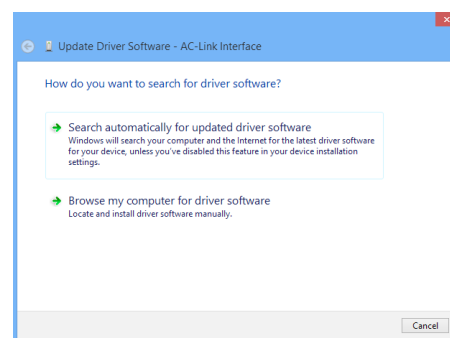 Update Driver Software - AC-Link Interface
How do you want to search for driver software?
Search automatically for updated driver software
Windows will search your computer and the Internet for the latest driver software
for your device, unless you've disabled this feature in your device installation
settings.
Browse my computer for driver software
Locate and install driver software manually.
Cancel